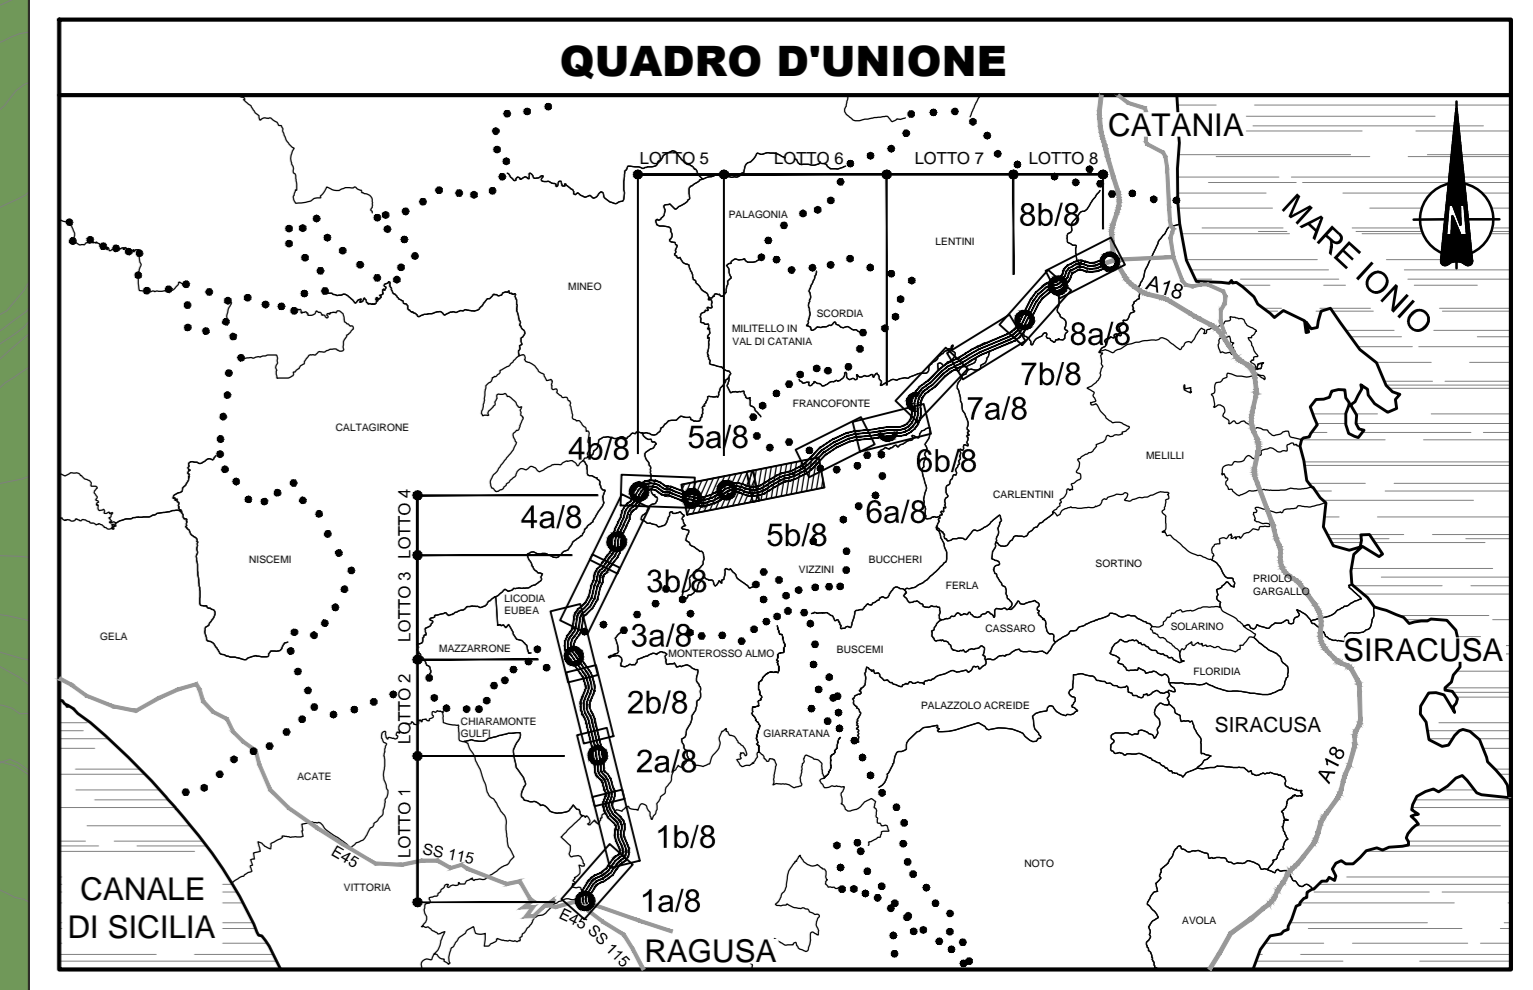 QUADRO D'UNIONE
CATANIA
LOTTO 5
LOTTO 6
LOTTO 7
LOTTO 8
PALAGONIA
8b/8
LENTINI
MARE IONIO
N
MINEO
A18
SCORDIA
MILITELLO IN
VAL DI CATANIA
8a/8
7b/8
FRANCOFONTE
7a/8
CALTAGIRONE
5a/8
4b/8
6b/8
MELILLI
CARLENTINI
LOTTO 4
4a/8
6a/8
5b/8
NISCEMI
VIZZINI
BUCCHERI
SORTINO
FERLA
PRIOLO
GARGALLO
3b/8
LOTTO 3
LICODIA
EUBEA
GELA
3a/8
CASSARO
SOLARINO
MAZZARRONE
MONTEROSSO ALMO
BUSCEMI
SIRACUSA
FLORIDIA
LOTTO 2
2b/8
PALAZZOLO ACREIDE
CHIARAMONTE
GULFI
GIARRATANA
SIRACUSA
2a/8
A18
ACATE
LOTTO 1
1b/8
E45
SS 115
NOTO
VITTORIA
CANALE
DI SICILIA
1a/8
E45 SS 115
AVOLA
RAGUSA